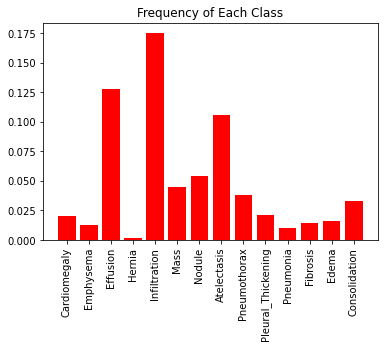 Frequency of Each Class
0.175
0.150
0.125
0.100
0.075
0.050
0.025
0.000
Cardiomegaly
Emphysema
Effusion
Hernia
Infiltration
Mass
Nodule
Atelectasis
Pneumothorax
Pleural_Thickening
Pneumonia
Fibrosis
Edema
Consolidation